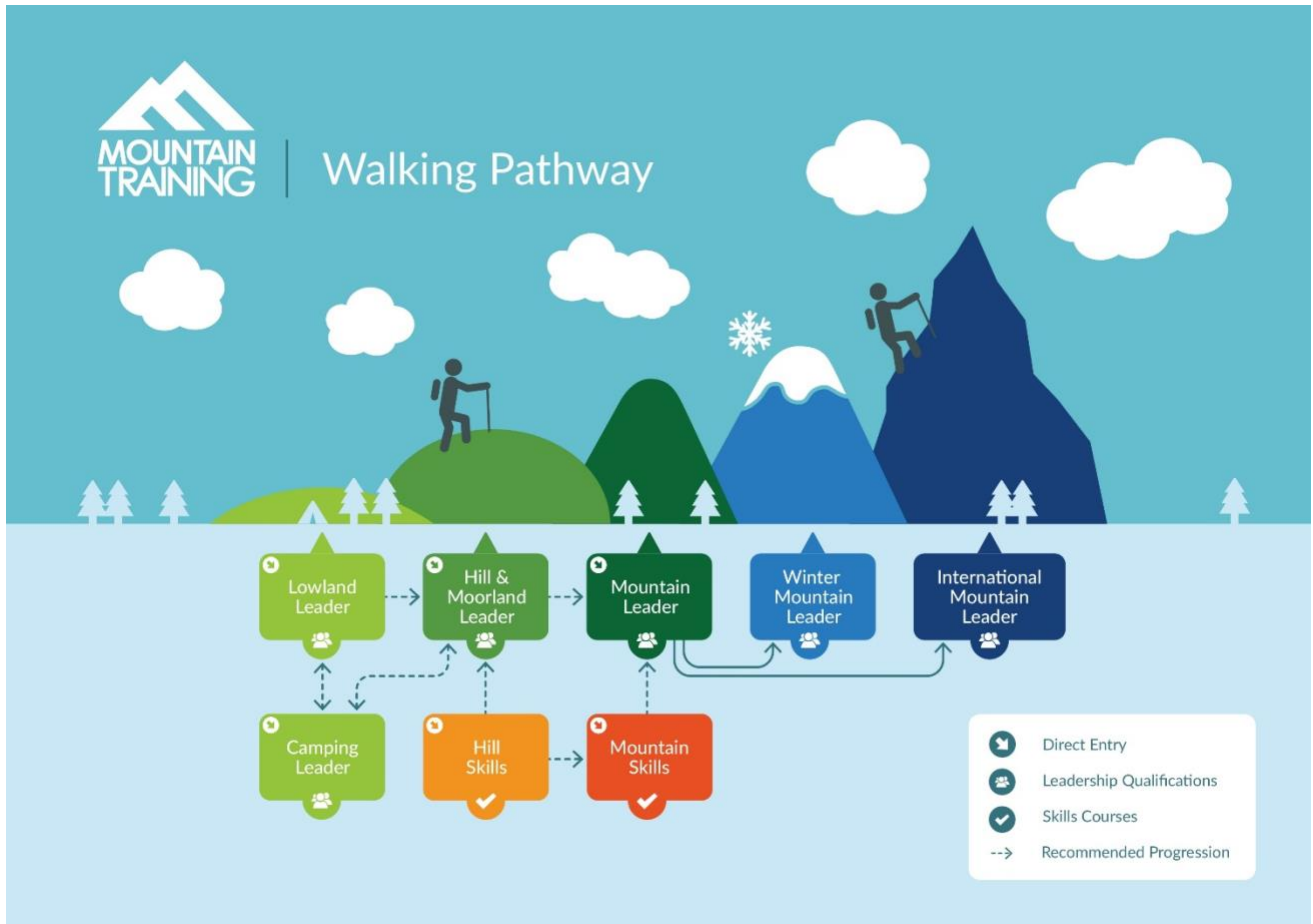 MOUNTAIN
TRAINING
Walking Pathway
Lowland
Leader
Hill &
Moorland
Leader
Mountain
Leader
Winter
Mountain
Leader
International
Mountain
Leader
Camping
Leader
Hill
Skills
Mountain
Skills
Direct Entry
Leadership Qualifications
Skills Courses
Recommended Progression